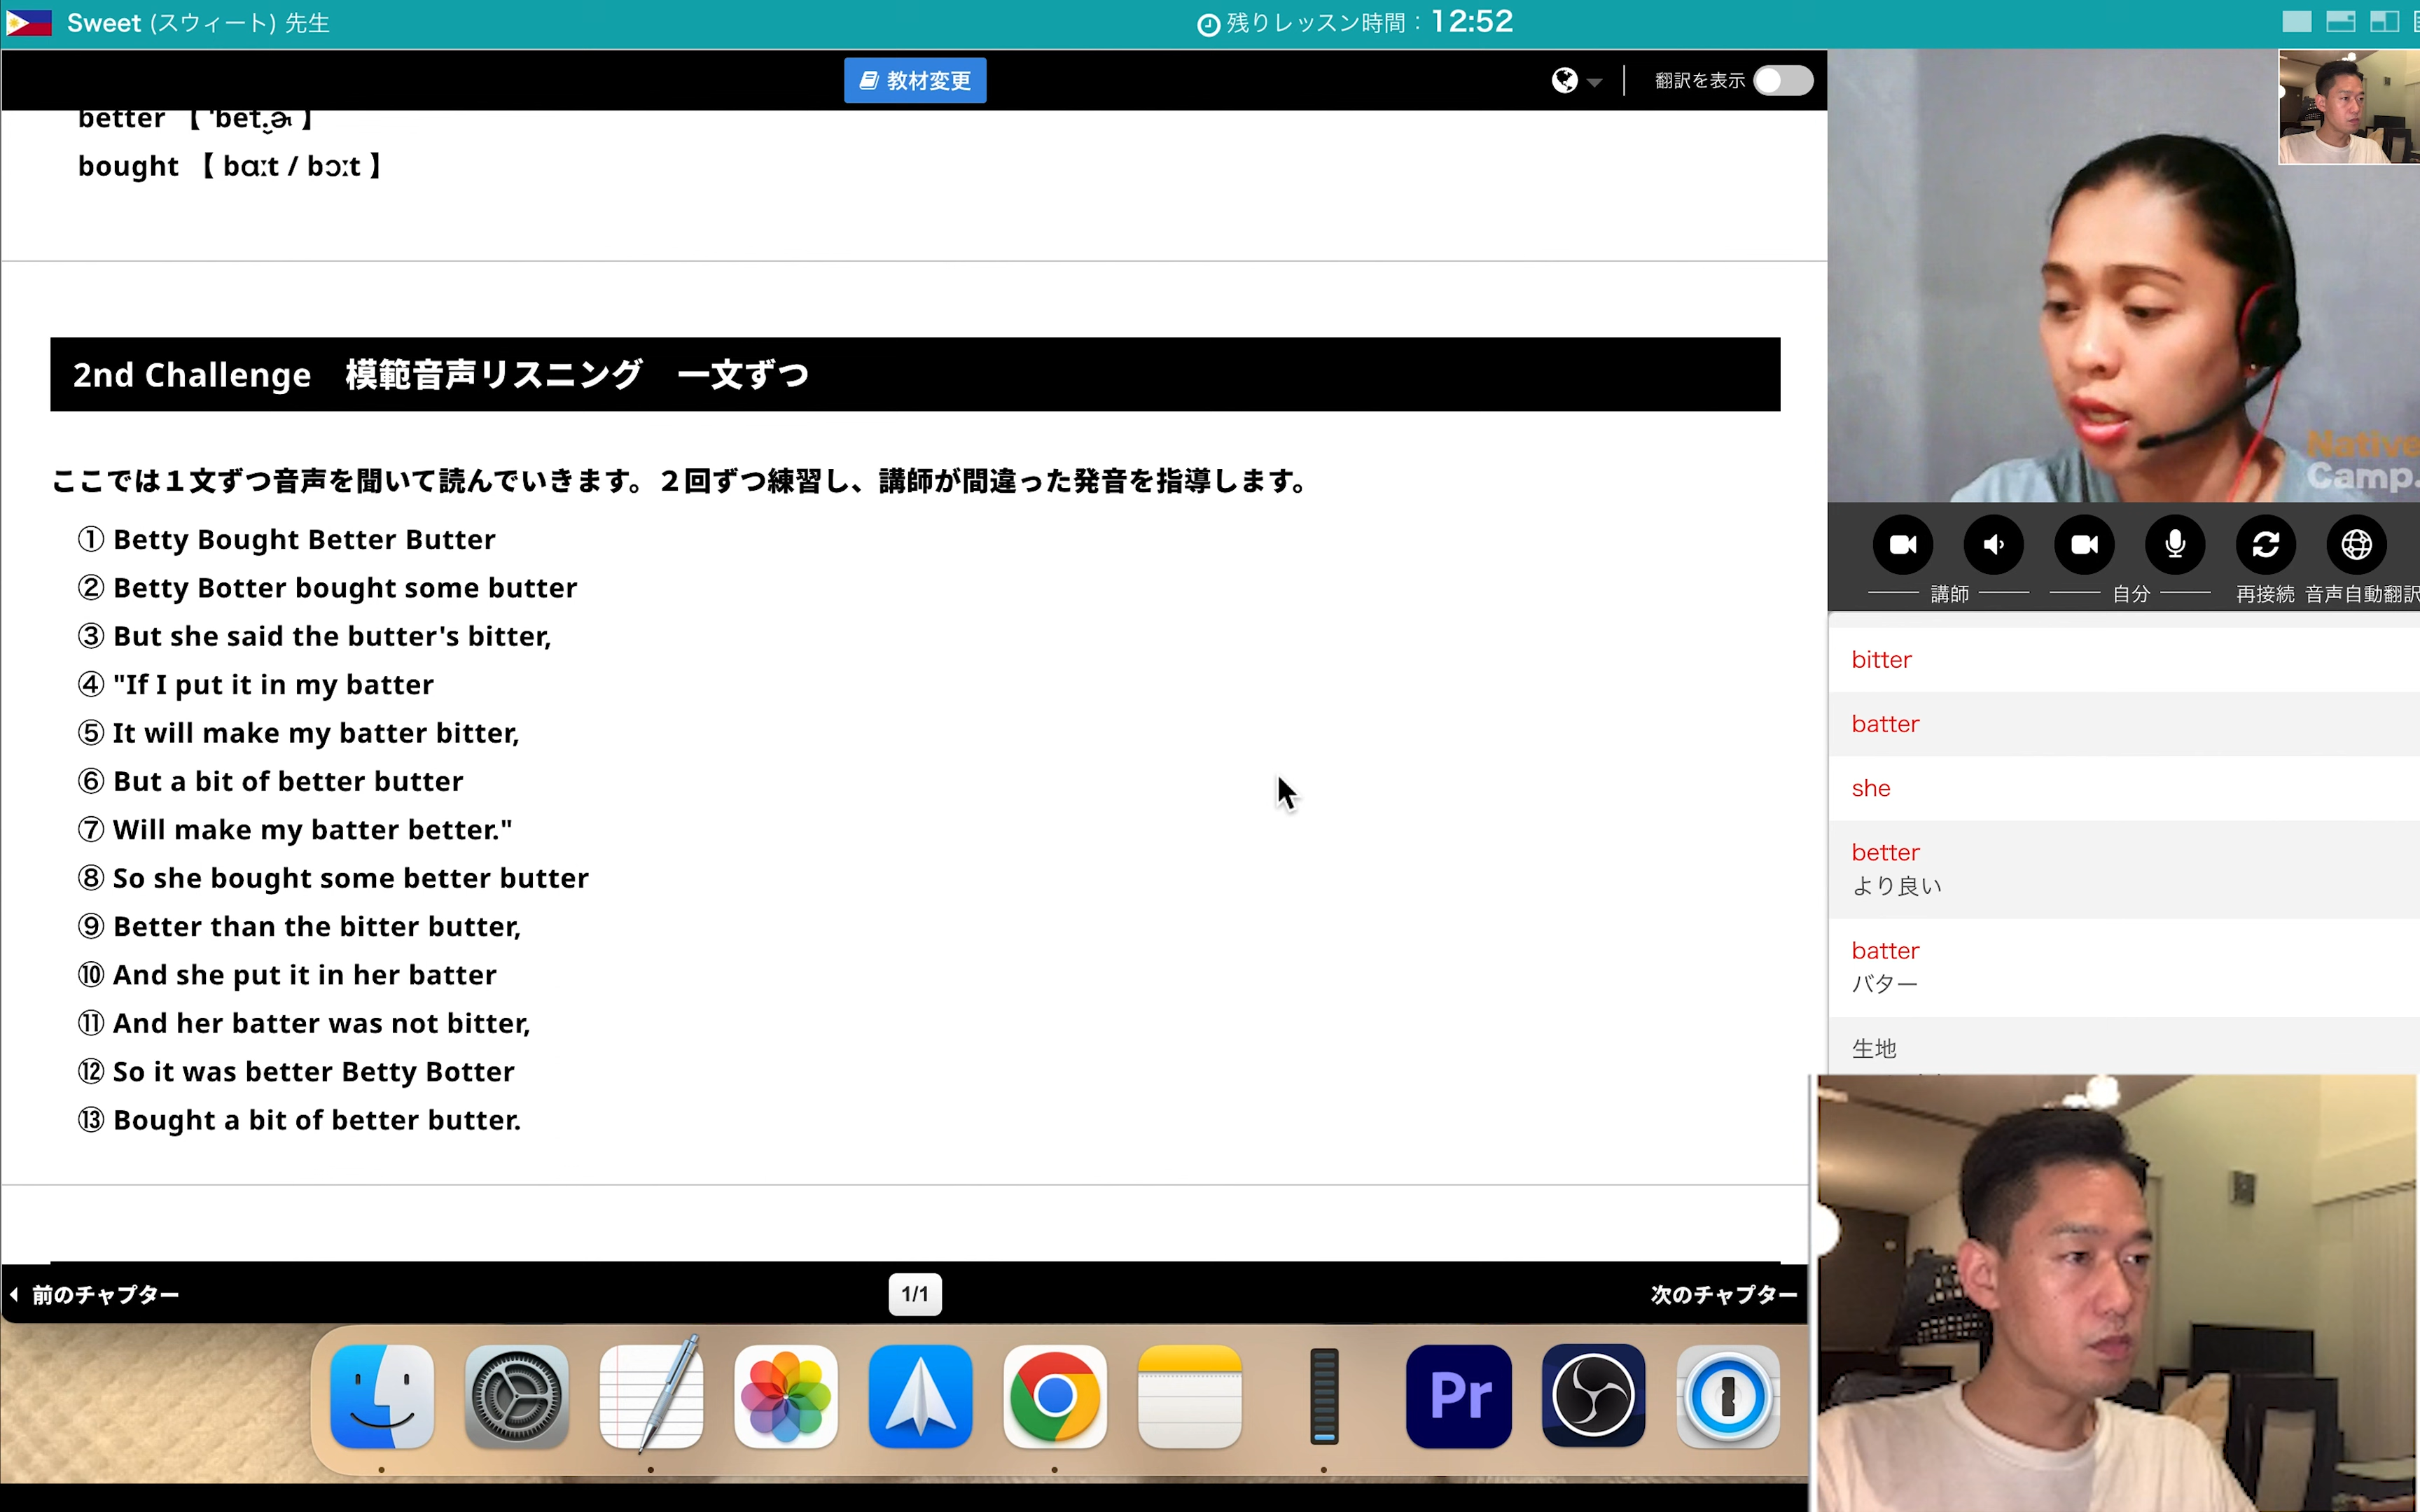 Sweet (スウィート) 先生
残りレッスン時間：12:52
教材変更
翻訳を表示
better 【 ˈbet̬.ɚ 】
bought 【 bɑːt / bɔːt 】
2nd Challenge　模範音声リスニング　一文ずつ
ここでは１文ずつ音声を聞いて読んでいきます。２回ずつ練習し、講師が間違った発音を指導します。
① Betty Bought Better Butter
② Betty Botter bought some butter
③ But she said the butter's bitter,
④ "If I put it in my batter
⑤ It will make my batter bitter,
⑥ But a bit of better butter
⑦ Will make my batter better."
⑧ So she bought some better butter
⑨ Better than the bitter butter,
⑩ And she put it in her batter
⑪ And her batter was not bitter,
⑫ So it was better Betty Botter
⑬ Bought a bit of better butter.
前のチャプター
1/1
次のチャプター
Native
Camp.
講師
自分
再接続
音声自動翻訳
bitter
batter
she
better
より良い
batter
バター
生地
Pr